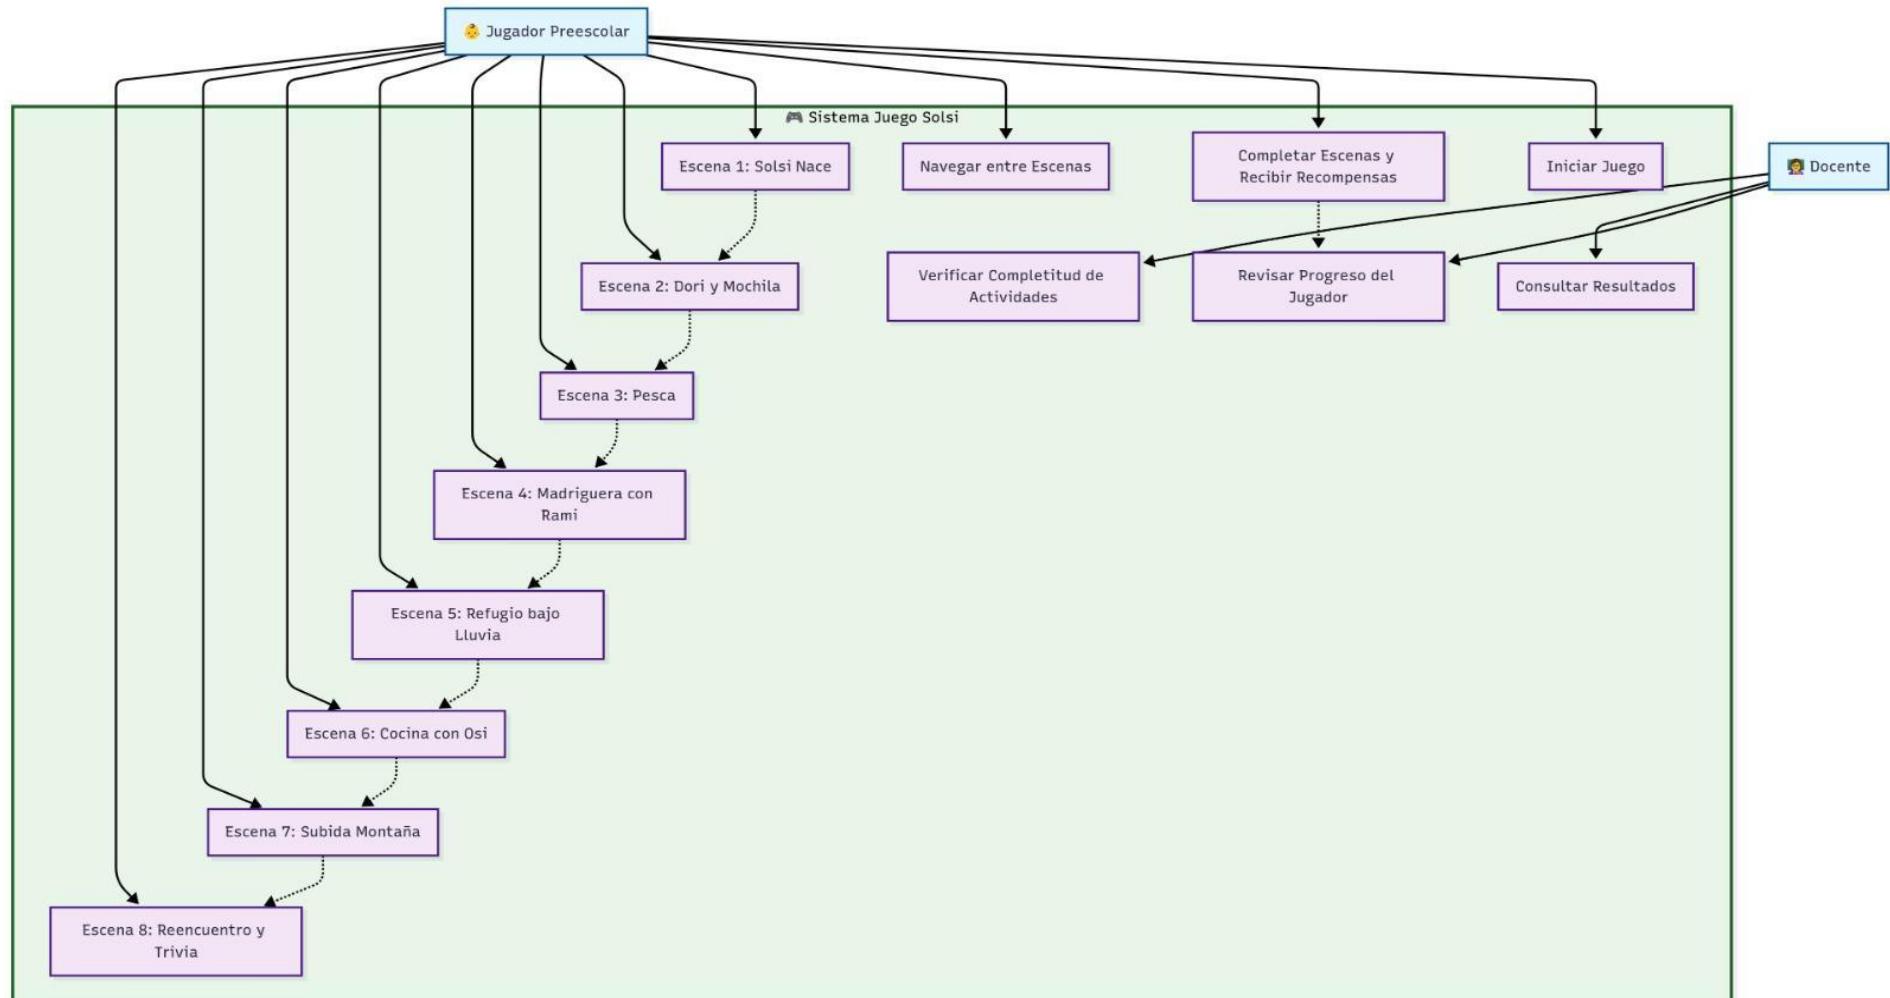 👶 Jugador Preescolar
🎮 Sistema Juego Solsi
Escena 1: Solsi Nace
Navegar entre Escenas
Completar Escenas y
Recibir Recompensas
Iniciar Juego
👩‍🏫 Docente
Escena 2: Dori y Mochila
Verificar Completitud de
Actividades
Revisar Progreso del
Jugador
Consultar Resultados
Escena 3: Pesca
Escena 4: Madriguera con
Rami
Escena 5: Refugio bajo
Lluvia
Escena 6: Cocina con Osi
Escena 7: Subida Montaña
Escena 8: Reencuentro y
Trivia